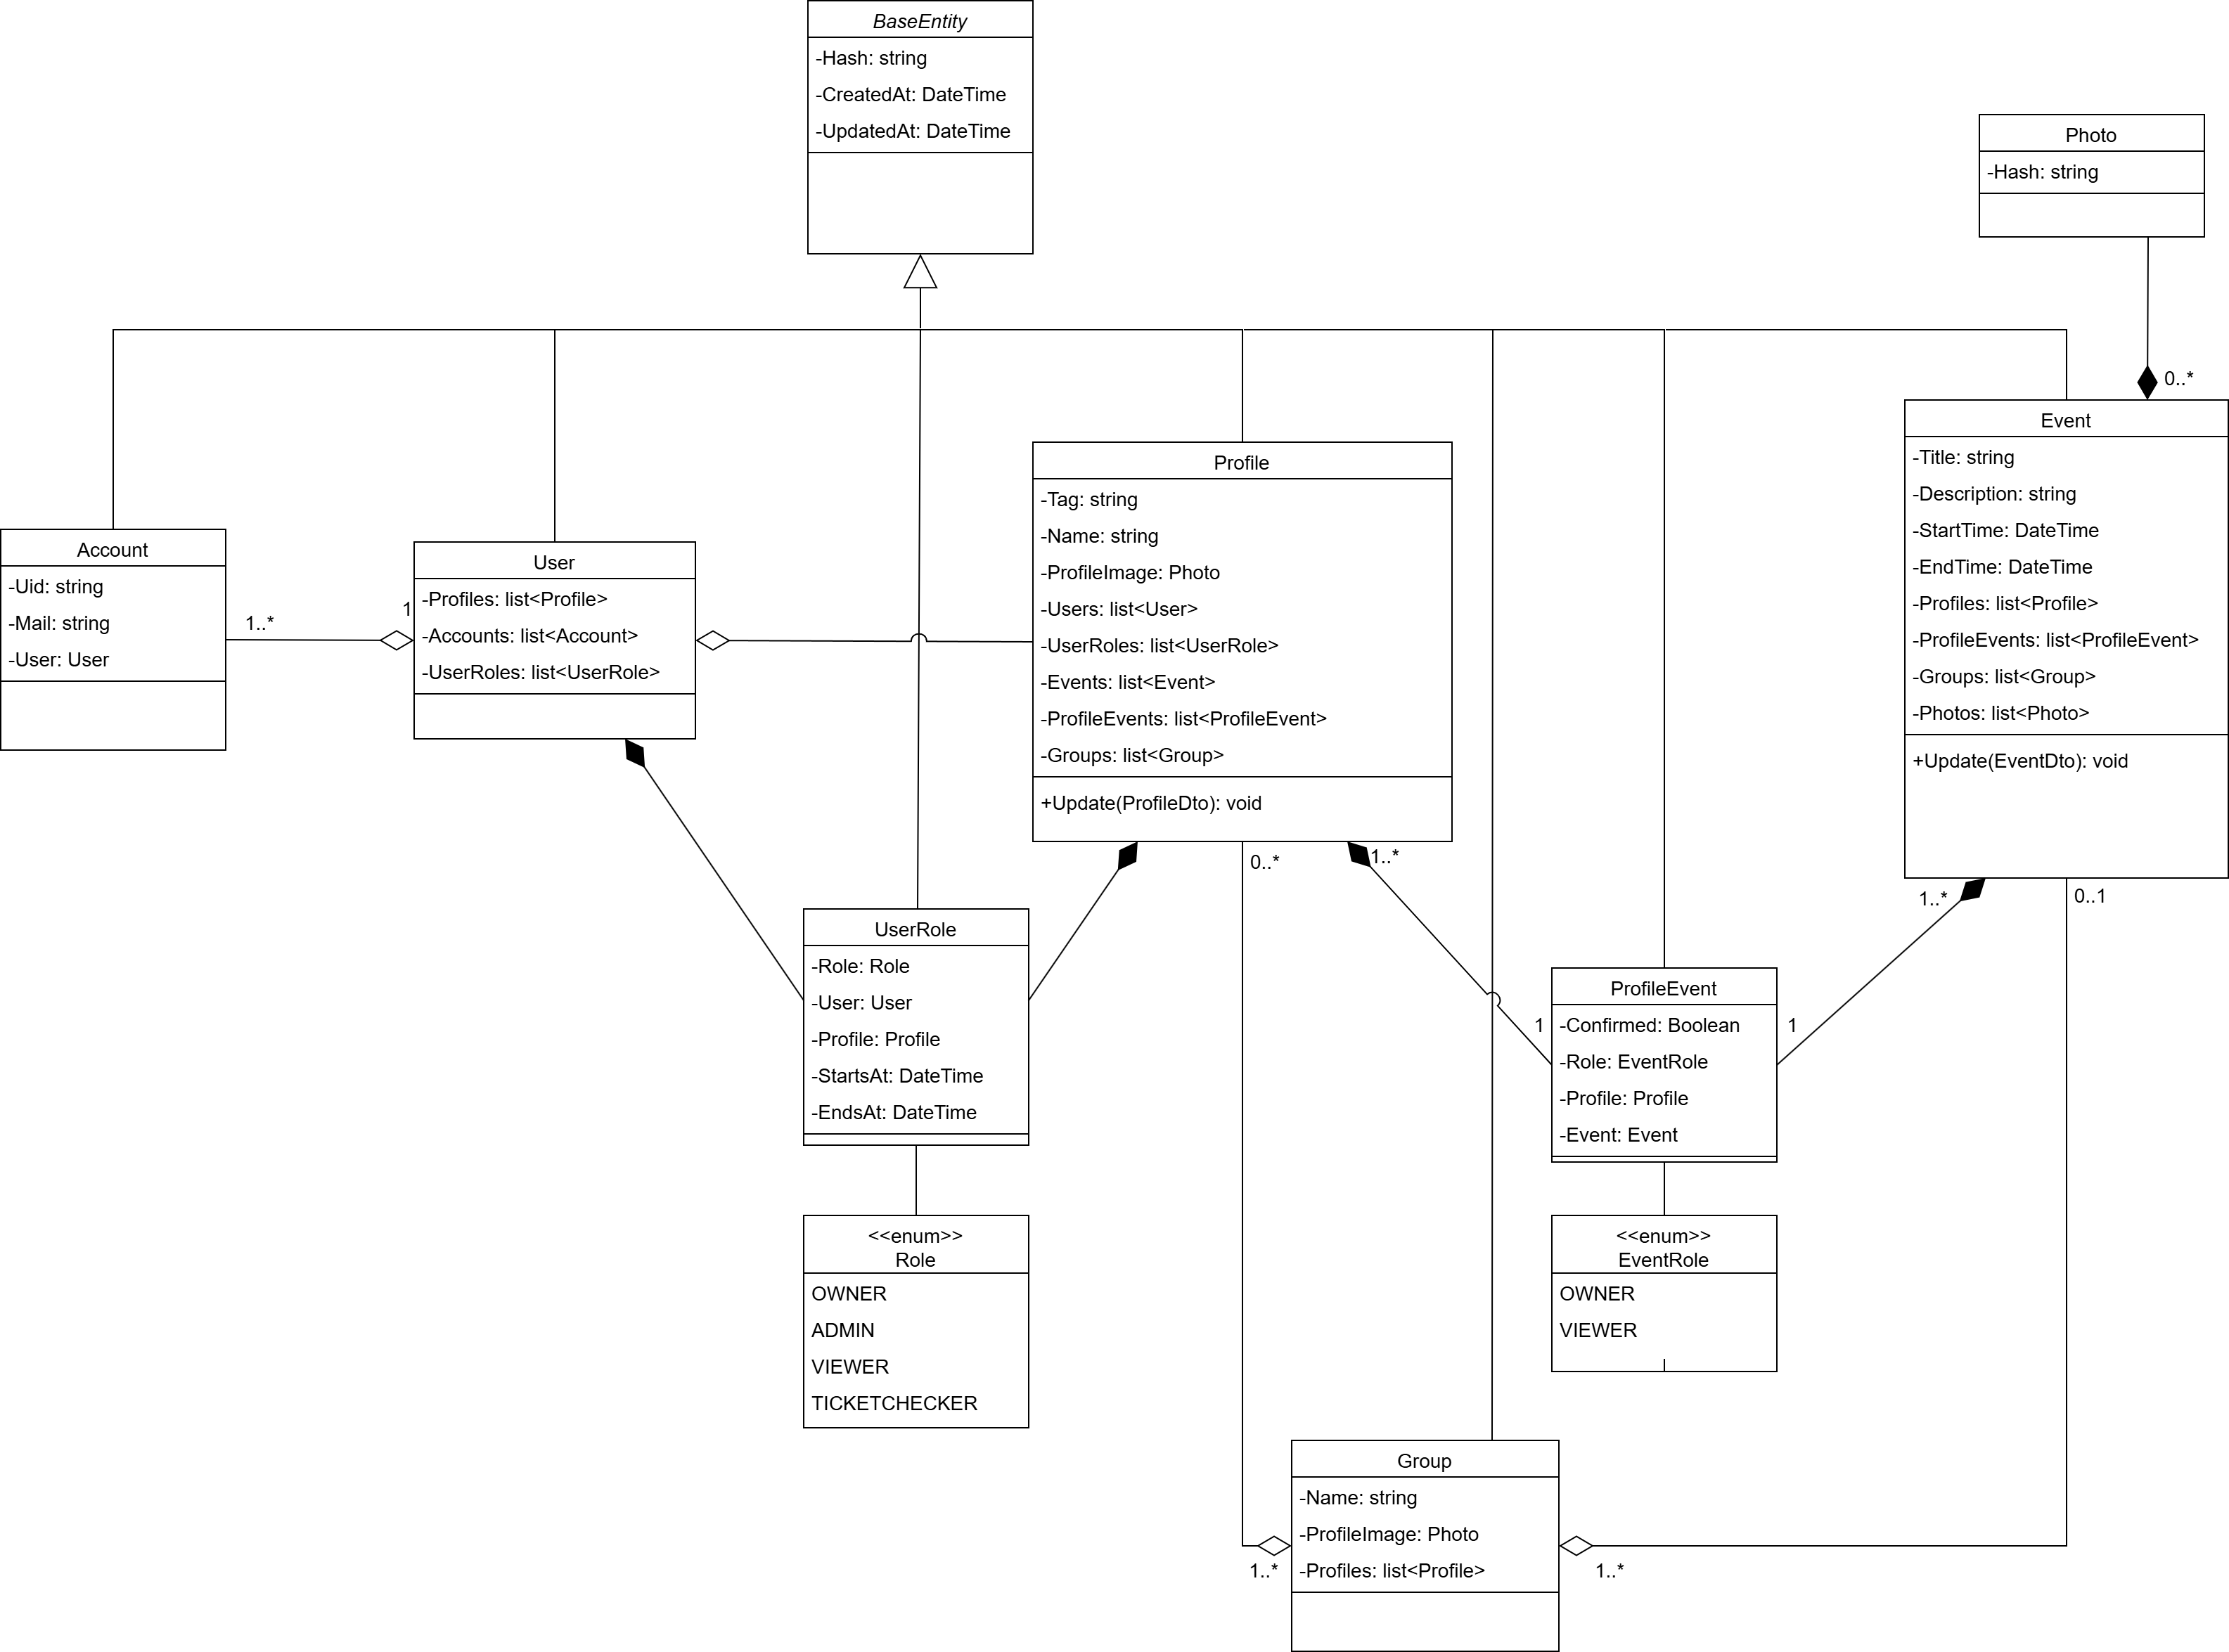 BaseEntity
-Hash: string
-CreatedAt: DateTime
-UpdatedAt: DateTime
Photo
-Hash: string
0..*
Account
-Uid: string
-Mail: string
-User: User
1..*
1
User
-Profiles: list<Profile>
-Accounts: list<Account>
-UserRoles: list<UserRole>
Profile
-Tag: string
-Name: string
-ProfileImage: Photo
-Users: list<User>
-UserRoles: list<UserRole>
-Events: list<Event>
-ProfileEvents: list<ProfileEvent>
-Groups: list<Group>
+Update(ProfileDto): void
0..*
1..*
Event
-Title: string
-Description: string
-StartTime: DateTime
-EndTime: DateTime
-Profiles: list<Profile>
-ProfileEvents: list<ProfileEvent>
-Groups: list<Group>
-Photos: list<Photo>
+Update(EventDto): void
1..*
0..1
UserRole
-Role: Role
-User: User
-Profile: Profile
-StartsAt: DateTime
-EndsAt: DateTime
1
ProfileEvent
-Confirmed: Boolean
-Role: EventRole
-Profile: Profile
-Event: Event
1
<<enum>>
Role
OWNER
ADMIN
VIEWER
TICKETCHECKER
<<enum>>
EventRole
OWNER
VIEWER
Group
-Name: string
-ProfileImage: Photo
-Profiles: list<Profile>
1..*
1..*